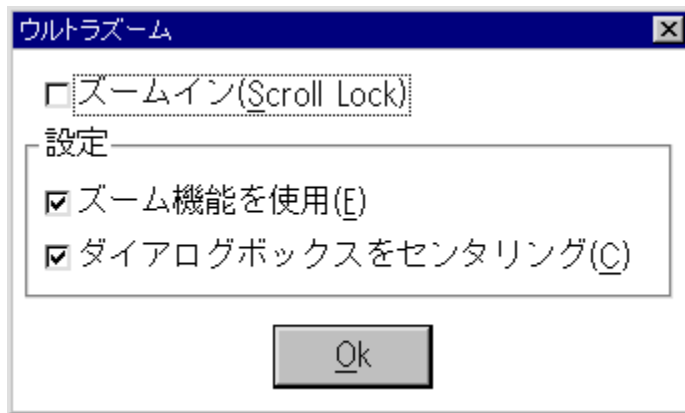 ウルトラズーム
ズームイン(Scroll Lock)
設定
ズーム機能を使用(F)
ダイアログボックスをセンタリング(C)
Ok